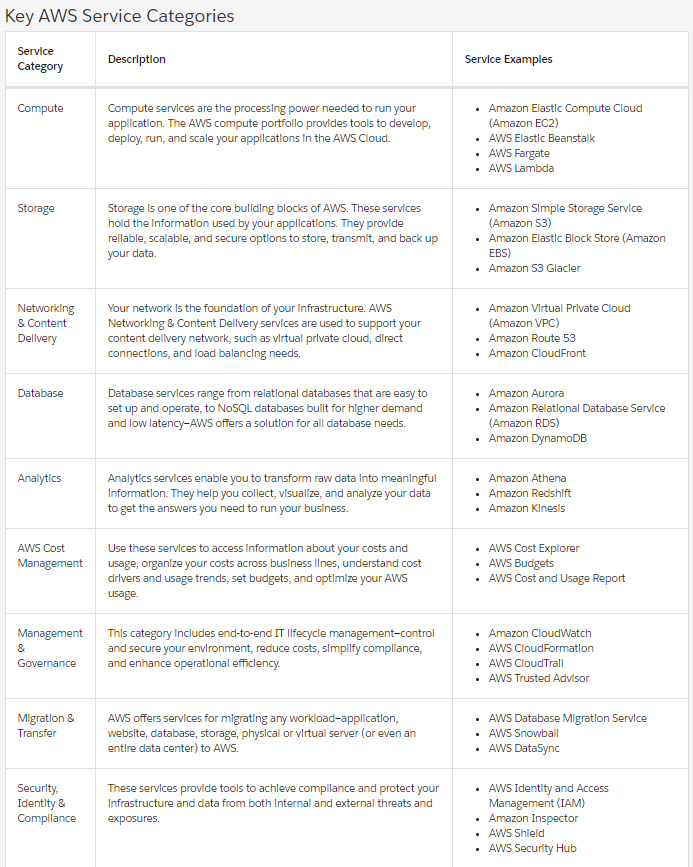 Key AWS Service Categories
Service
Category
Description
Service Examples
Compute
Compute services are the processing power needed to run your
application. The AWS compute portfolio provides tools to develop,
deploy, run, and scale your applications in the AWS Cloud.
Amazon Elastic Compute Cloud
(Amazon EC2)
AWS Elastic Beanstalk
AWS Fargate
AWS Lambda
Storage
Storage is one of the core building blocks of AWS. These services
hold the information used by your applications. They provide
reliable, scalable, and secure options to store, transmit, and back up
your data.
Amazon Simple Storage Service
(Amazon S3)
Amazon Elastic Block Store (Amazon
EBS)
Amazon S3 Glacier
Networking
& Content
Delivery
Your network is the foundation of your infrastructure. AWS
Networking & Content Delivery services are used to support your
content delivery network, such as virtual private cloud, direct
connections, and load balancing needs.
Amazon Virtual Private Cloud
(Amazon VPC)
Amazon Route 53
Amazon CloudFront
Database
Database services range from relational databases that are easy to
set up and operate, to NoSQL databases built for higher demand
and low latency—AWS offers a solution for all database needs.
Amazon Aurora
Amazon Relational Database Service
(Amazon RDS)
Amazon DynamoDB
Analytics
Analytics services enable you to transform raw data into meaningful
information. They help you collect, visualize, and analyze your data
to get the answers you need to run your business.
Amazon Athena
Amazon Redshift
Amazon Kinesis
AWS Cost
Management
Use these services to access information about your costs and
usage, organize your costs across business lines, understand cost
drivers and usage trends, set budgets, and optimize your AWS
usage.
AWS Cost Explorer
AWS Budgets
AWS Cost and Usage Report
Management
&
Governance
This category includes end-to-end IT lifecycle management—control
and secure your environment, reduce costs, simplify compliance,
and enhance operational efficiency.
Amazon CloudWatch
AWS CloudFormation
AWS CloudTrail
AWS Trusted Advisor
Migration &
Transfer
AWS offers services for migrating any workload—application,
website, database, storage, physical or virtual server (or even an
entire data center) to AWS.
AWS Database Migration Service
AWS Snowball
AWS DataSync
Security,
Identity &
Compliance
These services provide tools to achieve compliance and protect your
infrastructure and data from both internal and external threats and
exposures.
AWS Identity and Access
Management (IAM)
Amazon Inspector
AWS Shield
AWS Security Hub